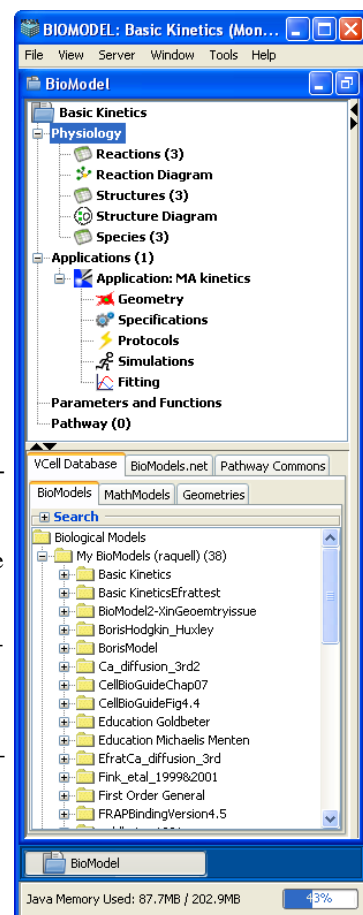 BIOMODEL: Basic Kinetics (Mon...
File View Server Window Tools Help
BioModel
Basic Kinetics
Physiology
Reactions (3)
Reaction Diagram
Structures (3)
Structure Diagram
Species (3)
Applications (1)
Application: MA kinetics
Geometry
Specifications
Protocols
Simulations
Fitting
Parameters and Functions
Pathway (0)
VCell Database BioModels.net Pathway Commons
BioModels MathModels Geometries
Search
Biological Models
My BioModels (raquell) (38)
Basic Kinetics
Basic KineticsEfrattest
BioModel2-XinGeoemtryissue
BorisHodgkin_Huxley
BorisModel
Ca_diffusion_3rd2
CellBioGuideChap07
CellBioGuideFig4.4
Education Goldbeter
Education Michaelis Menten
EfratCa_diffusion_3rd
Fink_etal_1999&2001
First Order General
FRAPBindingVersion4.5
BioModel
Java Memory Used: 87.7MB / 202.9MB 43%